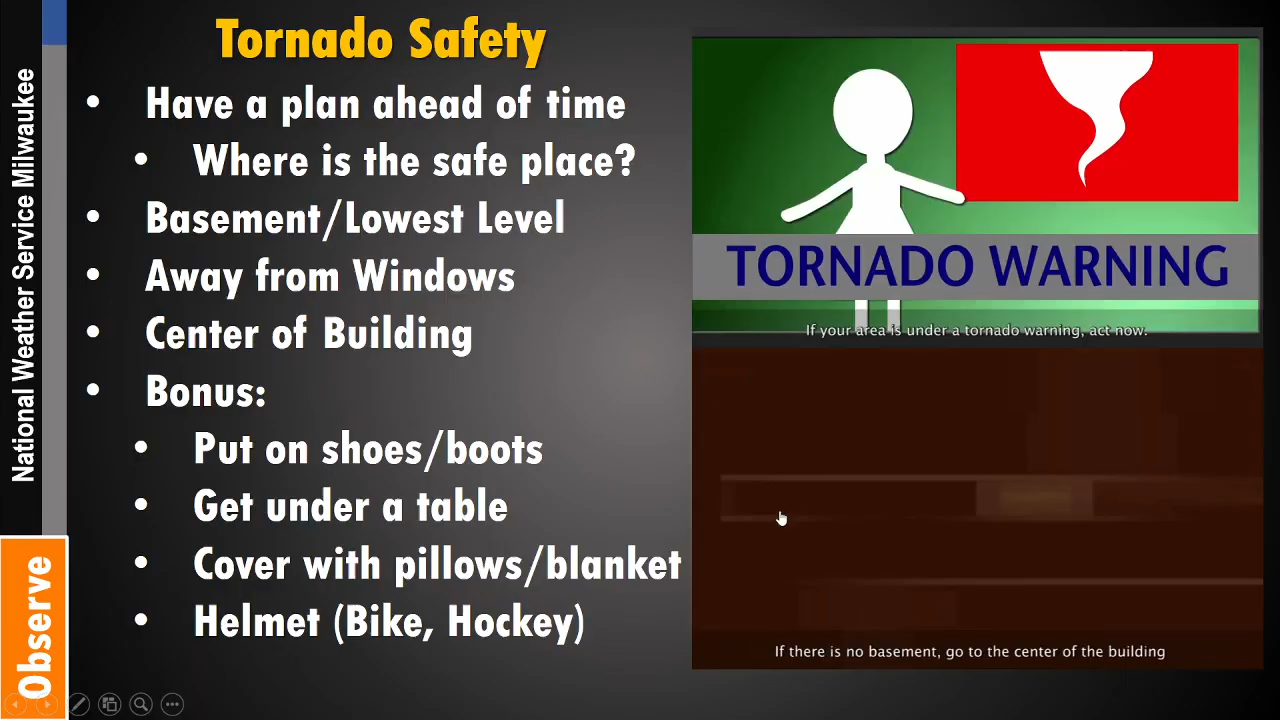 National Weather Service Milwaukee
Observe
Tornado Safety
• Have a plan ahead of time
• Where is the safe place?
• Basement/Lowest Level
• Away from Windows
• Center of Building
• Bonus:
• Put on shoes/boots
• Get under a table
• Cover with pillows/blanket
• Helmet (Bike, Hockey)
TORNADO WARNING
If your area is under a tornado warning, act now.
If there is no basement, go to the center of the building